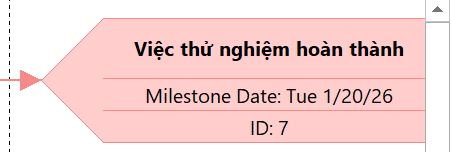 Việc thử nghiệm hoàn thành
Milestone Date: Tue 1/20/26
ID: 7